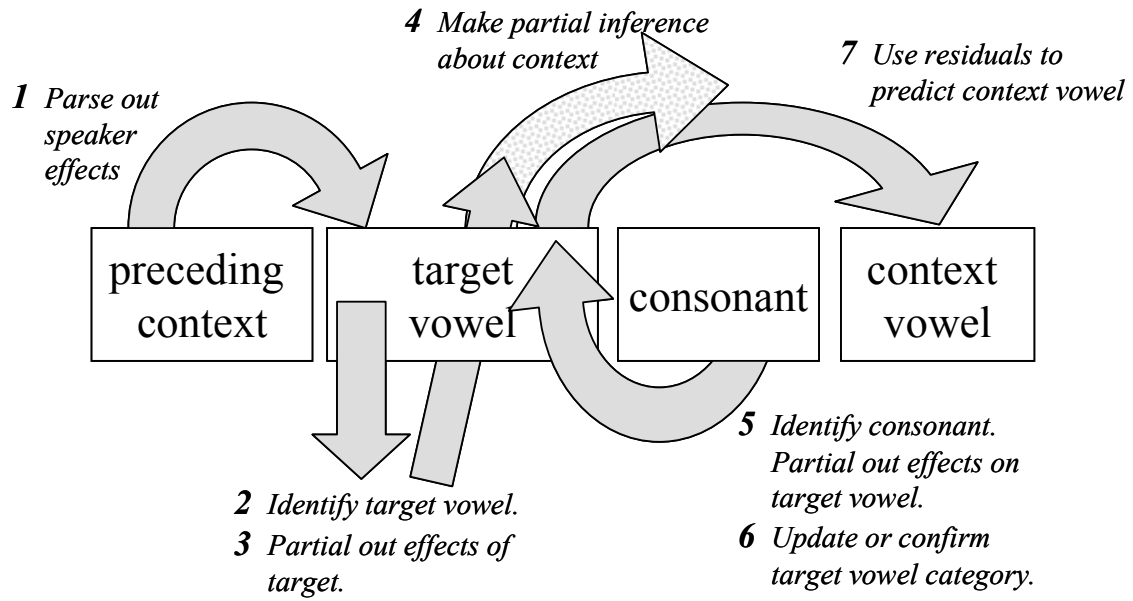 4 Make partial inference
about context
7 Use residuals to
predict context vowel
1 Parse out
speaker
effects
preceding
context
target
vowel
consonant
context
vowel
5 Identify consonant.
Partial out effects on
target vowel.
6 Update or confirm
target vowel category.
2 Identify target vowel.
3 Partial out effects of
target.